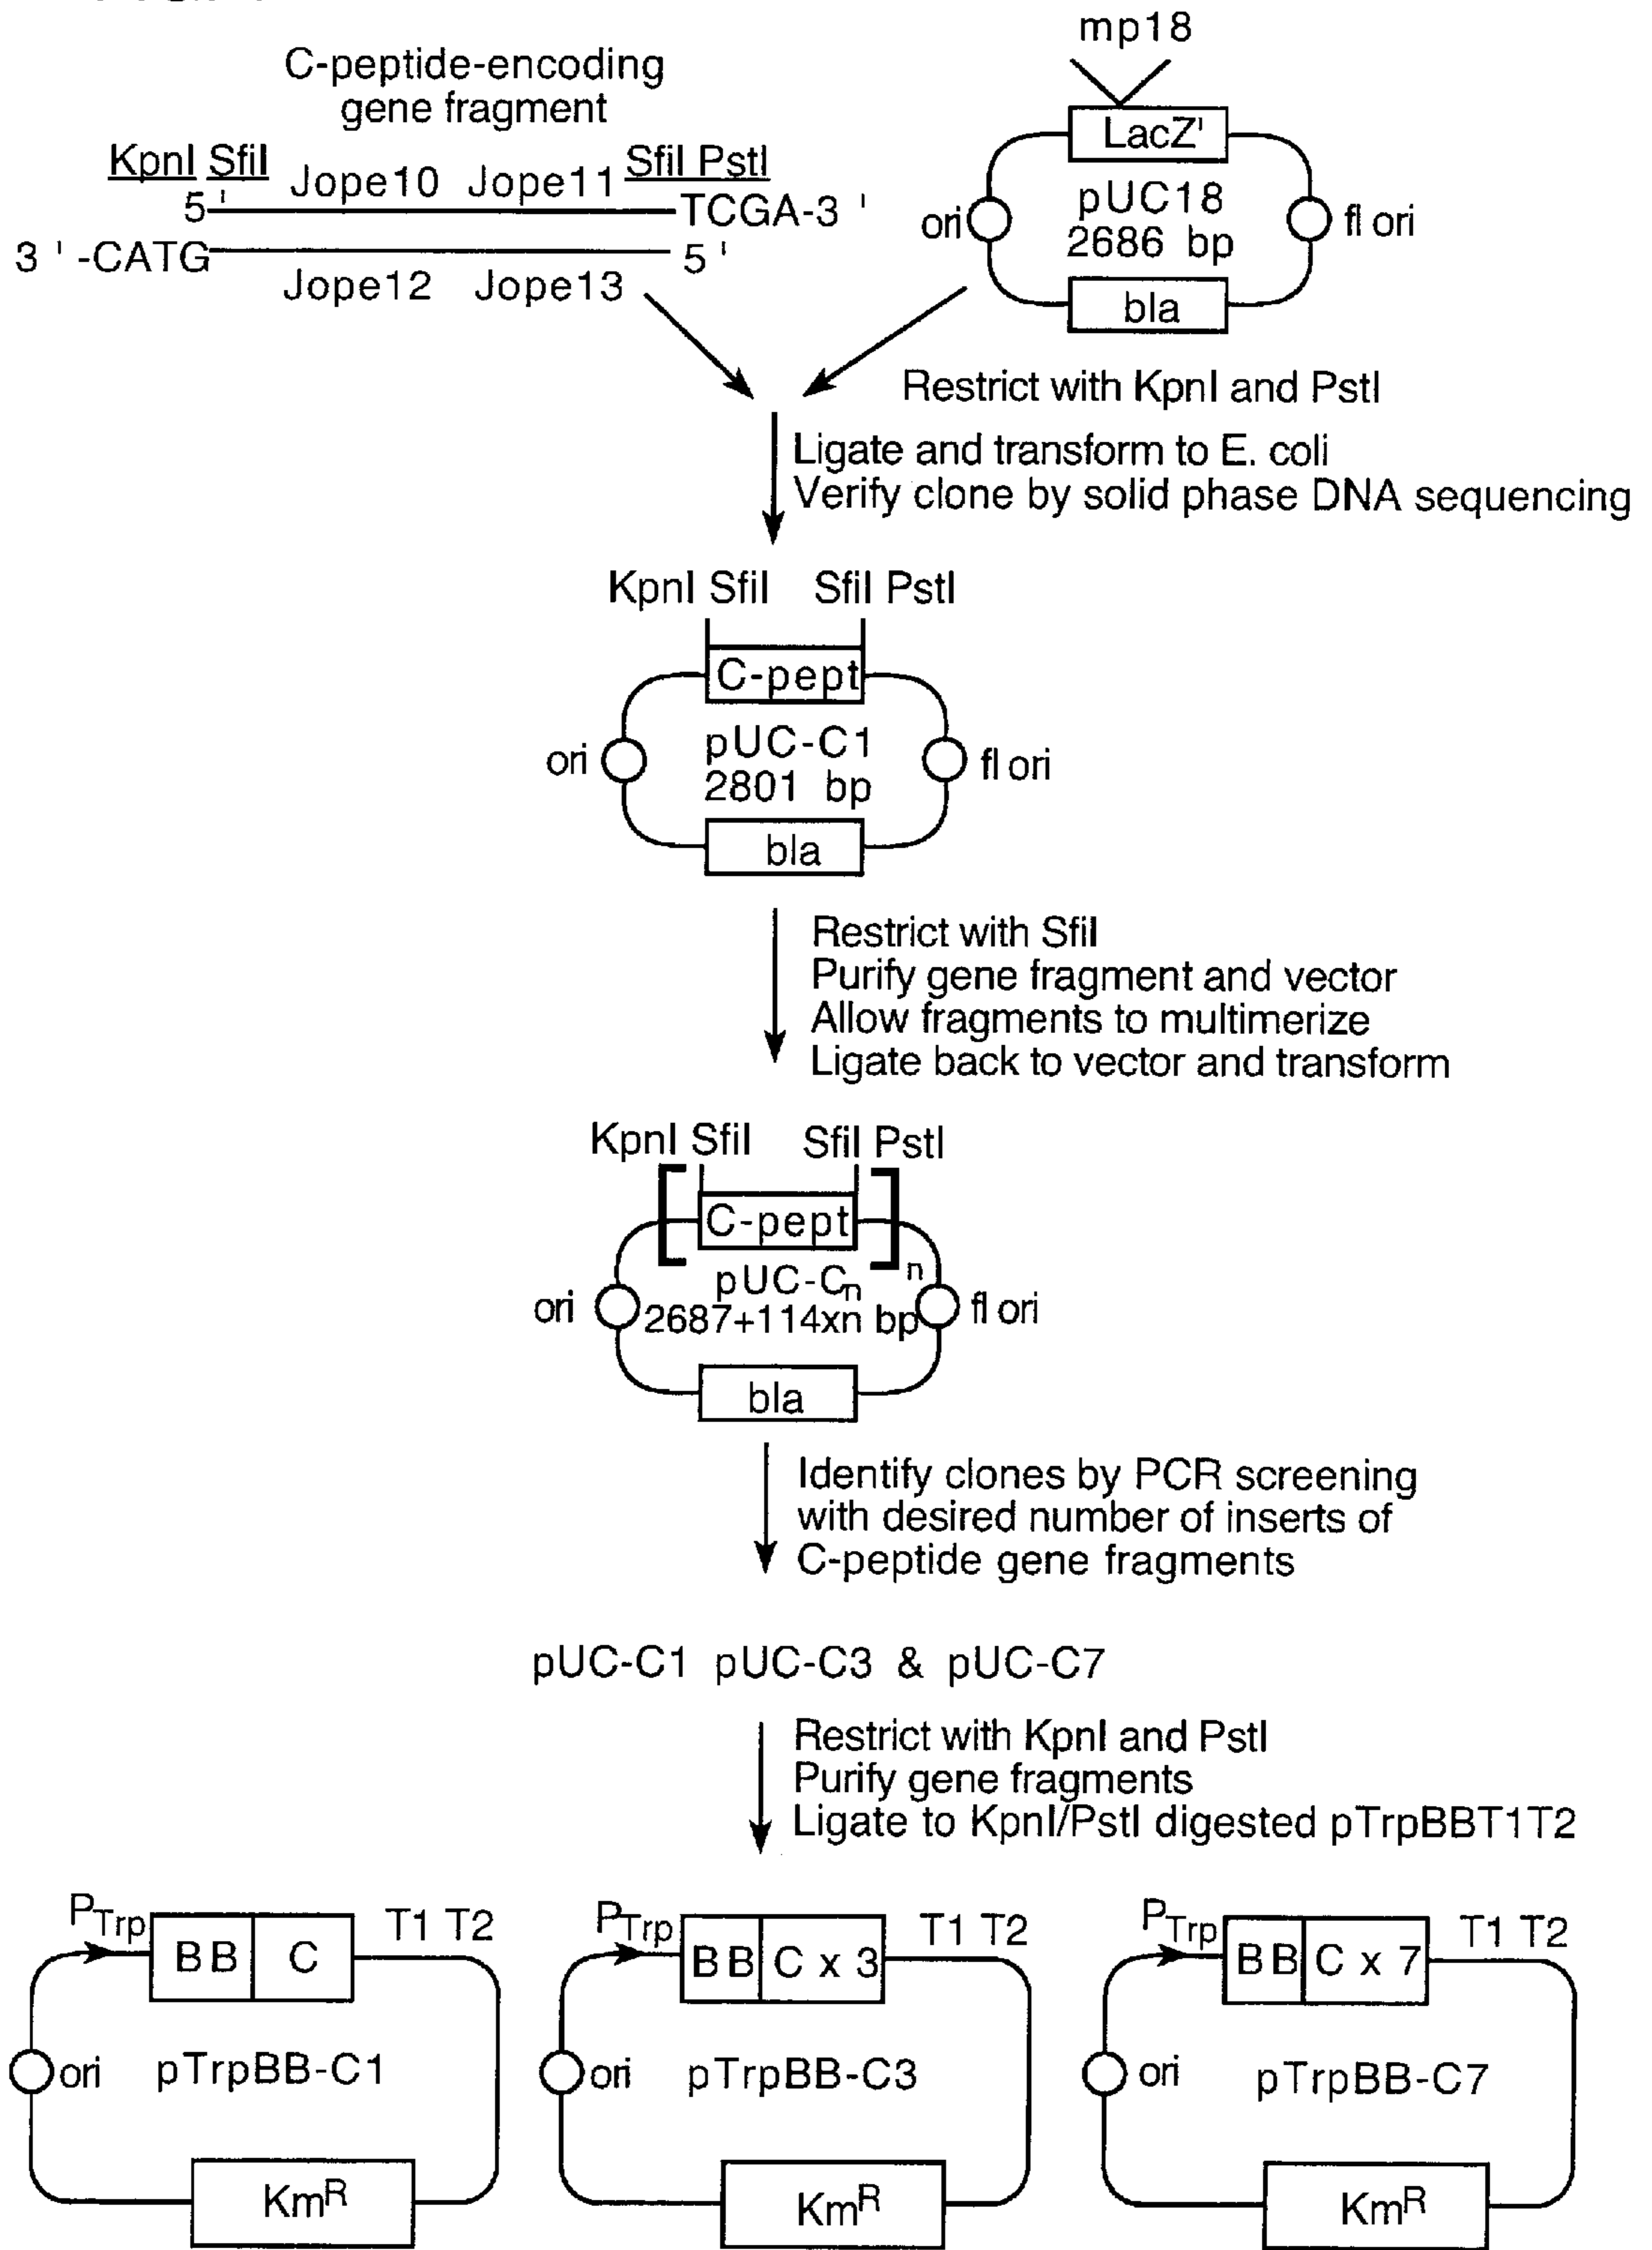 mp18
C-peptide-encoding
gene fragment
KpnI SfiI Jope10 Jope11 SfiI PstI
5' TCGA-3 '
3 ' -CATG 5 '
Jope12 Jope13
LacZ'
pUC18
2686 bp
ori
fl ori
bla
Restrict with KpnI and PstI
Ligate and transform to E. coli
Verify clone by solid phase DNA sequencing
KpnI SfiI SfiI PstI
C-pept
pUC-C1
2801 bp
ori
fl ori
bla
Restrict with SfiI
Purify gene fragment and vector
Allow fragments to multimerize
Ligate back to vector and transform
KpnI SfiI SfiI PstI
C-pept
n
pUC-Cn
2687+114xn bp
ori
fl ori
bla
Identify clones by PCR screening
with desired number of inserts of
C-peptide gene fragments
pUC-C1 pUC-C3 & pUC-C7
Restrict with KpnI and PstI
Purify gene fragments
Ligate to KpnI/PstI digested pTrpBBT1T2
PTrp BB C T1 T2
ori pTrpBB-C1
KmR
PTrp BB C x 3 T1 T2
ori pTrpBB-C3
KmR
PTrp BB C x 7 T1 T2
ori pTrpBB-C7
KmR